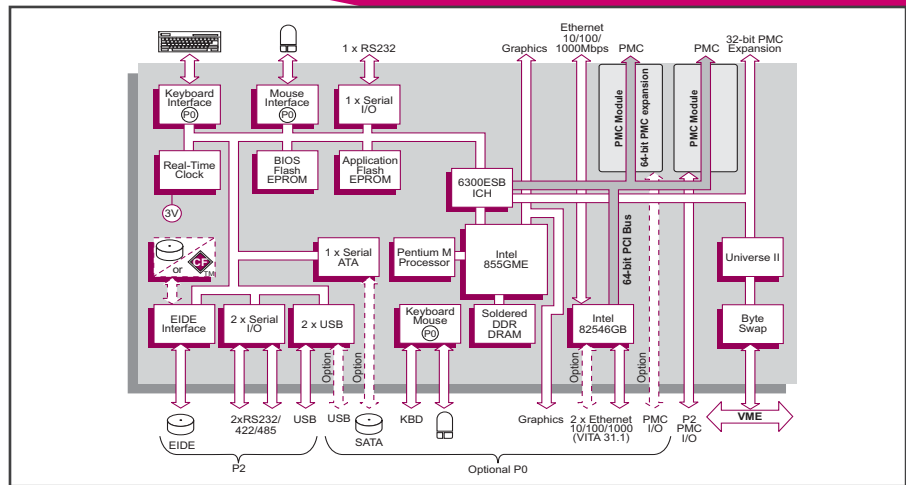 Ethernet
10/100/
1000Mbps
1 x RS232
Graphics
PMC
PMC
32-bit PMC
Expansion
Keyboard
Interface
P0
Mouse
Interface
P0
1 x Serial
I/O
PMC Module
64-bit PMC expansion
PMC Module
Real-Time
Clock
BIOS
Flash
EPROM
Application
Flash
EPROM
6300ESB
ICH
3V
or
CF
TM
1 x Serial
ATA
Pentium M
Processor
Intel
855GME
64-bit PCI Bus
Universe II
EIDE
Interface
2 x Serial
I/O
2 x USB
Keyboard
Mouse
P0
Soldered
DDR
DRAM
Intel
82546GB
Byte
Swap
Option
Option
Option
Option
EIDE
2xRS232/
422/485
USB
USB
SATA
KBD
Graphics
2 x Ethernet
10/100/1000
(VITA 31.1)
PMC
I/O
P2
PMC
I/O
VME
P2
Optional P0